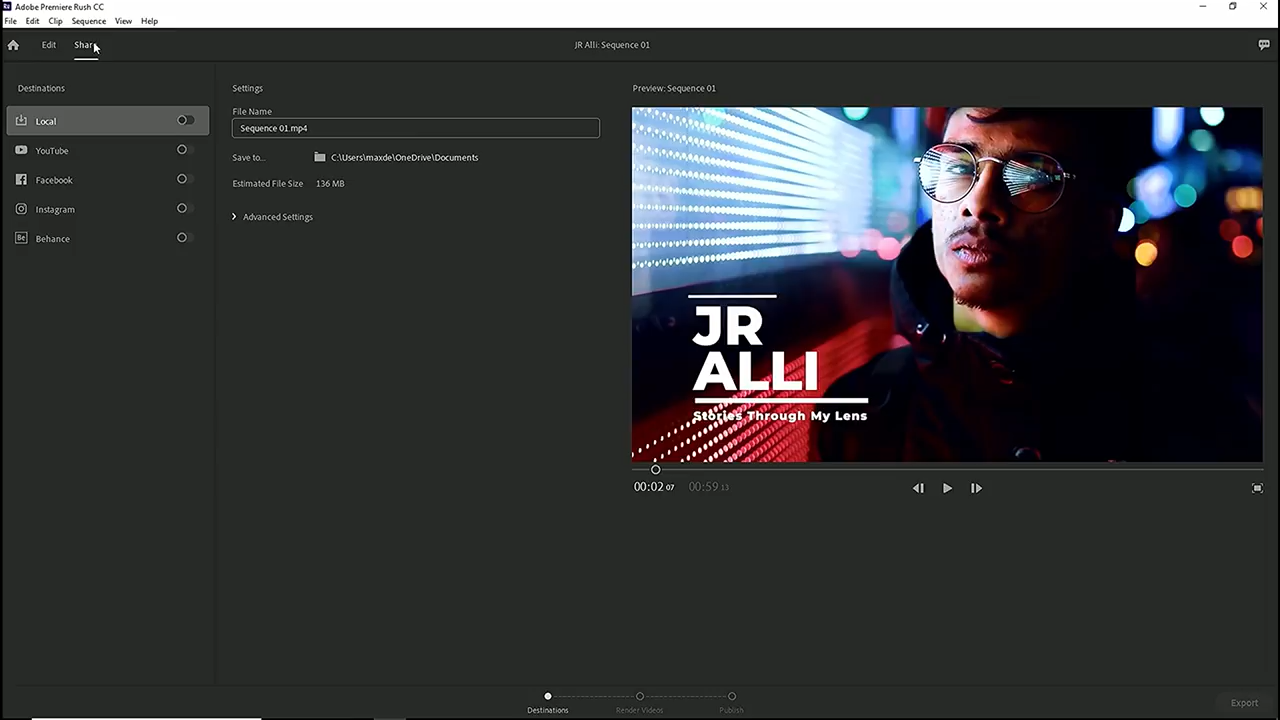 Adobe Premiere Rush CC
File Edit Clip Sequence View Help
Edit Share JR Alli: Sequence 01
Destinations
Local
YouTube
Facebook
Instagram
Be Behance
Settings
File Name
Sequence 01.mp4
Save to... C:\Users\maxde\OneDrive\Documents
Estimated File Size 136 MB
Advanced Settings
Preview: Sequence 01
JR
ALLI
Stories Through My Lens
00:02 07 00:59 13
Destinations Render Videos Publish
Export